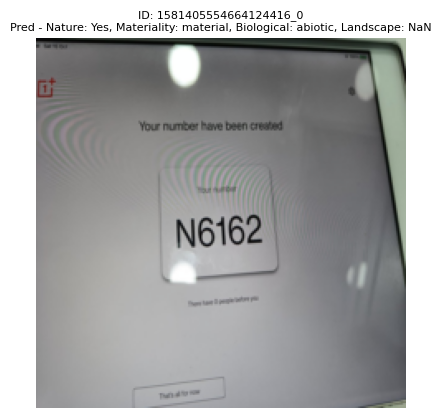 ID: 1581405554664124416_0
Pred - Nature: Yes, Materiality: material, Biological: abiotic, Landscape: NaN
Your number have been created
Your number
N6162
There have 0 people before you
That's all for now